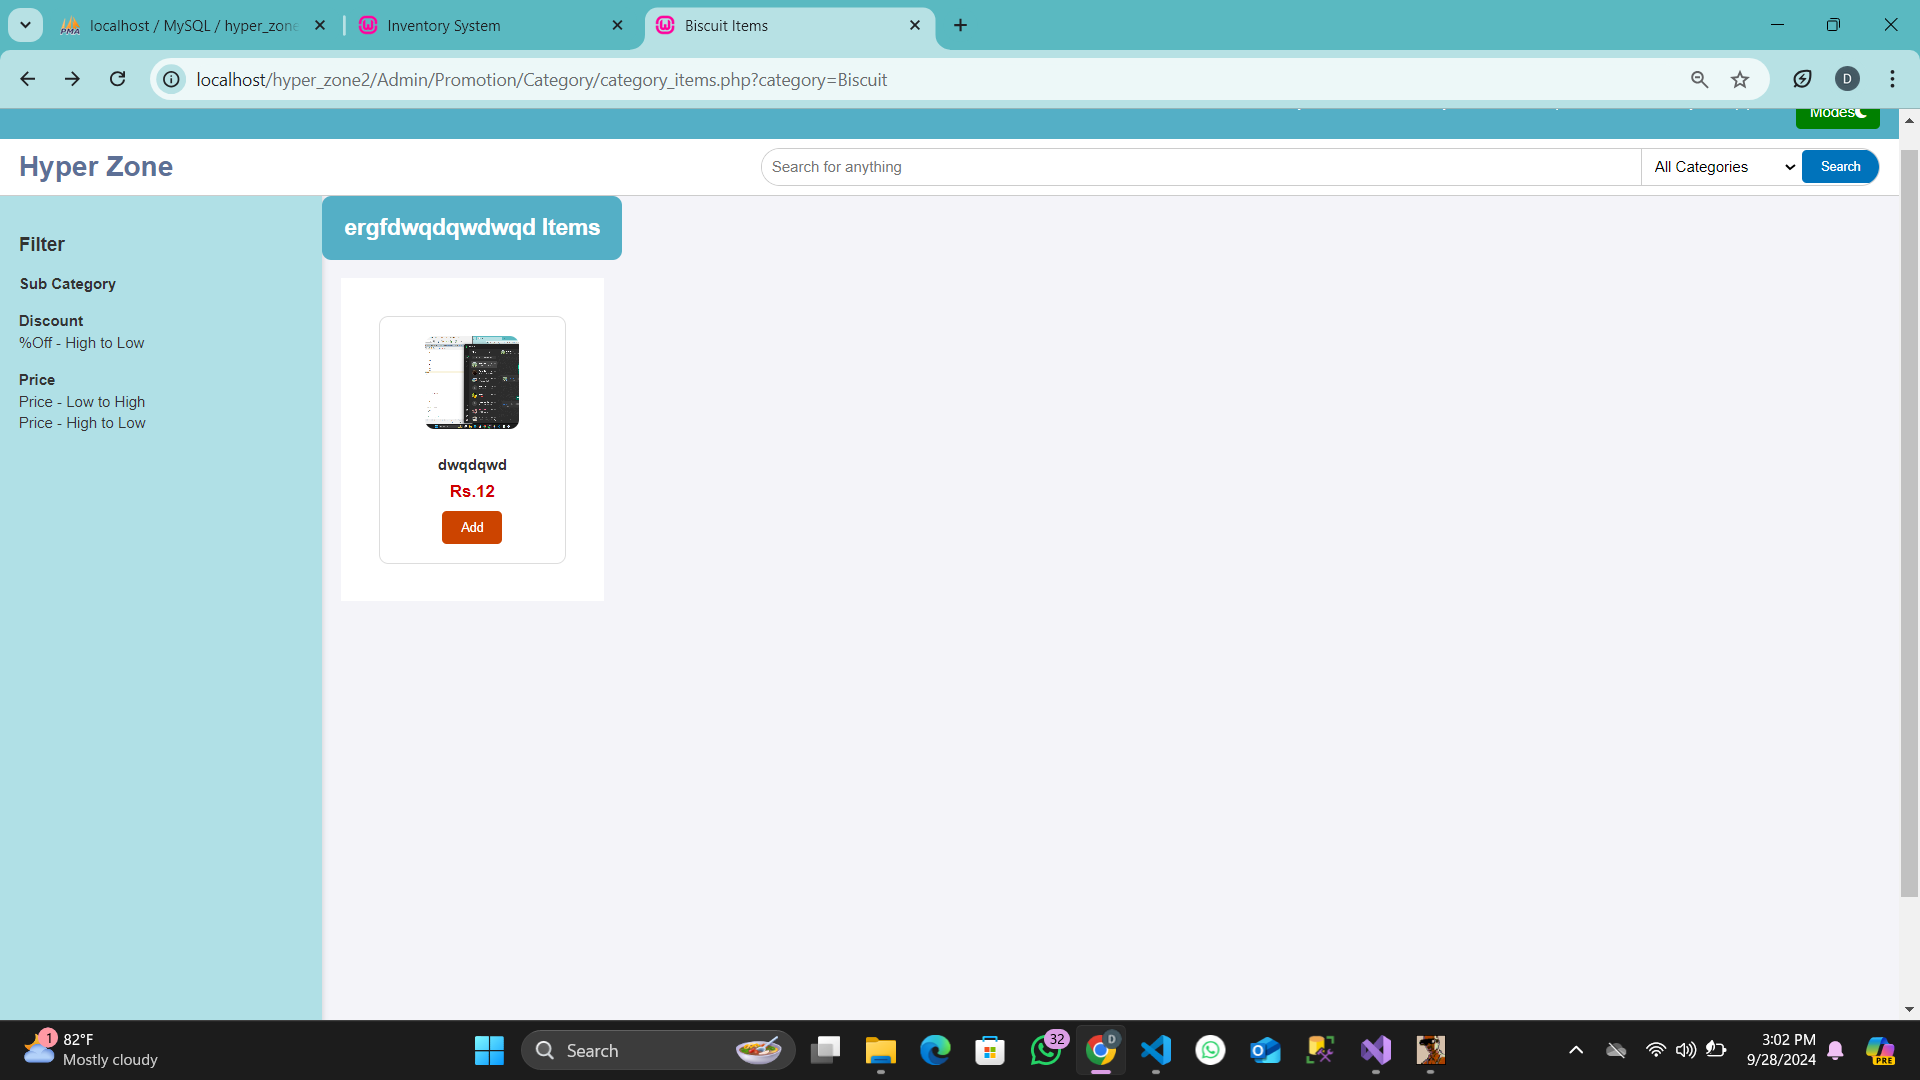 localhost / MySQL / hyper_zone
Inventory System
Biscuit Items
localhost/hyper_zone2/Admin/Promotion/Category/category_items.php?category=Biscuit
D
Modes
Hyper Zone
Search for anything
All Categories
Search
Filter
Sub Category
Discount
%Off - High to Low
Price
Price - Low to High
Price - High to Low
ergfdwqdqwdwqd Items
dwqdqwd
Rs.12
Add
1
82°F
Mostly cloudy
Search
32
D
3:02 PM
9/28/2024
PRE